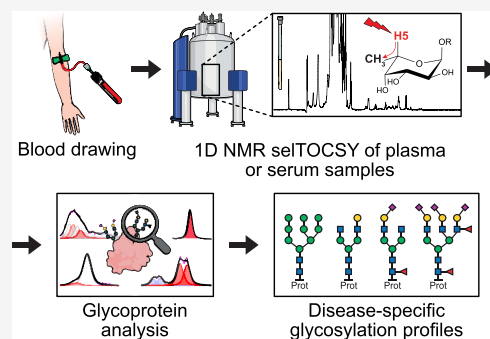 H5
CH3
O
OR
HO
HO
OH
Blood drawing
1D NMR selTOCSY of plasma
or serum samples
Prot Prot Prot Prot
Glycoprotein
analysis
Disease-specific
glycosylation profiles